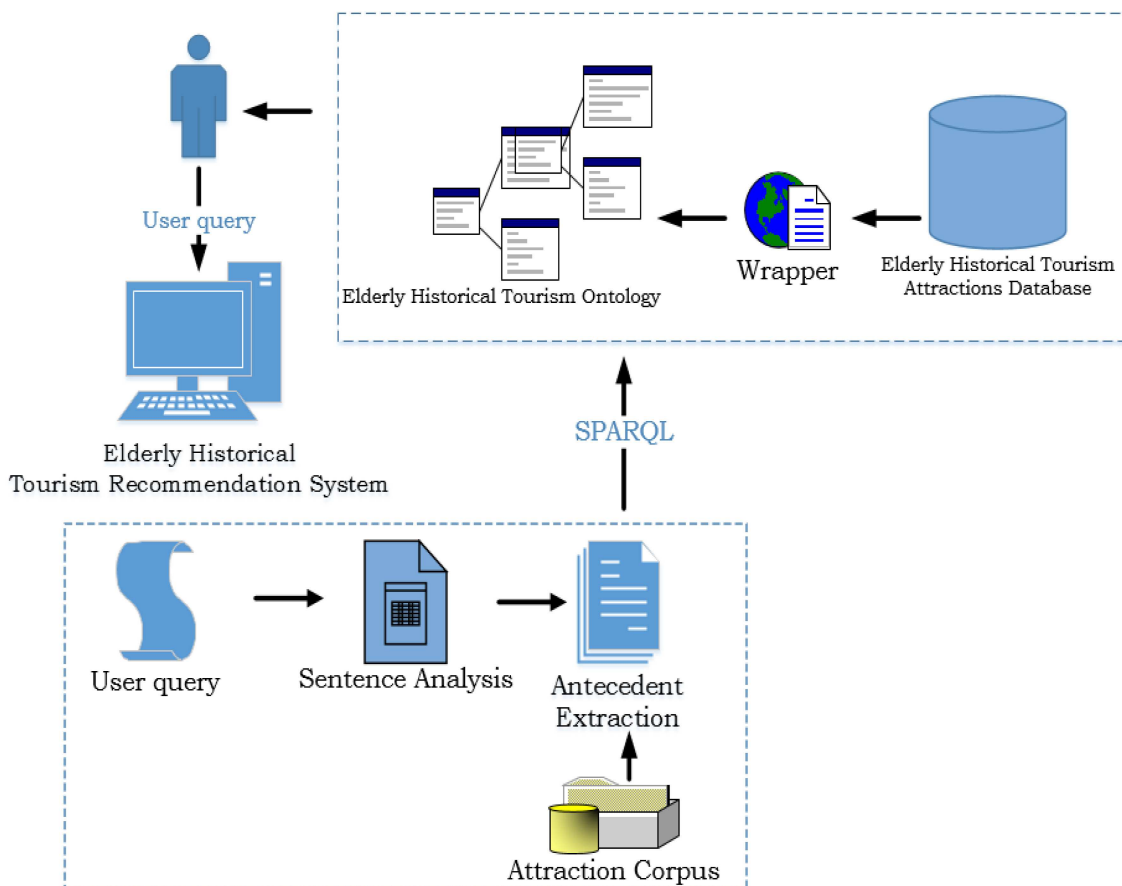 User query
Elderly Historical
Tourism Recommendation System
Elderly Historical Tourism Ontology
Wrapper
Elderly Historical Tourism
Attractions Database
SPARQL
User query
Sentence Analysis
Antecedent
Extraction
Attraction Corpus